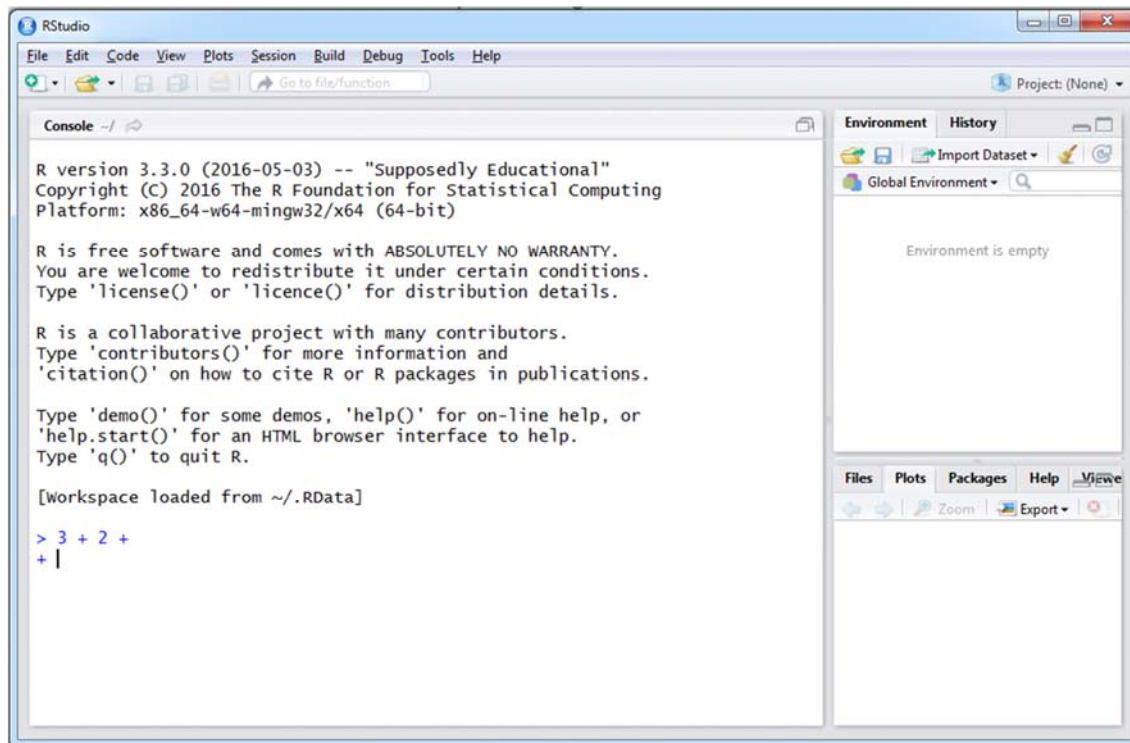 RStudio
File Edit Code View Plots Session Build Debug Tools Help
Go to file/function
Project: (None)
Console ~/
R version 3.3.0 (2016-05-03) -- "Supposedly Educational"
Copyright (C) 2016 The R Foundation for Statistical Computing
Platform: x86_64-w64-mingw32/x64 (64-bit)
R is free software and comes with ABSOLUTELY NO WARRANTY.
You are welcome to redistribute it under certain conditions.
Type 'license()' or 'licence()' for distribution details.
R is a collaborative project with many contributors.
Type 'contributors()' for more information and
'citation()' on how to cite R or R packages in publications.
Type 'demo()' for some demos, 'help()' for on-line help, or
'help.start()' for an HTML browser interface to help.
Type 'q()' to quit R.
[Workspace loaded from ~/.RData]
> 3 + 2 +
+
Environment History
Import Dataset
Global Environment
Environment is empty
Files Plots Packages Help Viewe
Zoom Export